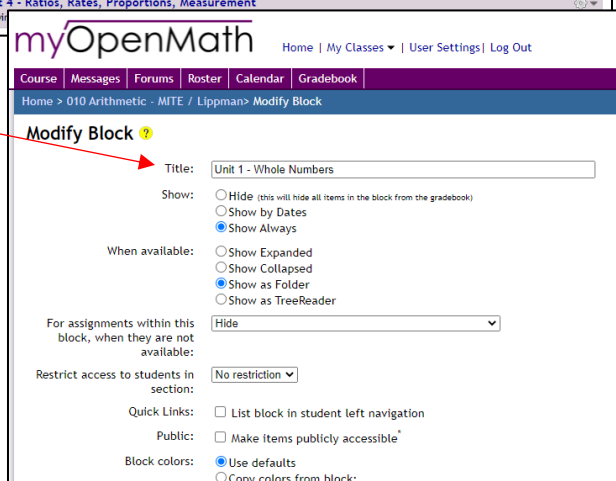 4 - Ratios, Rates, Proportions, Measurement
myOpenMath
Home | My Classes ▾ | User Settings| Log Out
Course Messages Forums Roster Calendar Gradebook
Home > 010 Arithmetic - MITE / Lippman> Modify Block
Modify Block ?
Title: Unit 1 - Whole Numbers
Show: Hide (this will hide all items in the block from the gradebook)
Show by Dates
Show Always
When available: Show Expanded
Show Collapsed
Show as Folder
Show as TreeReader
For assignments within this Hide
block, when they are not
available:
Restrict access to students in No restriction
section:
Quick Links: List block in student left navigation
Public: Make items publicly accessible*
Block colors: Use defaults
Copy colors from block: